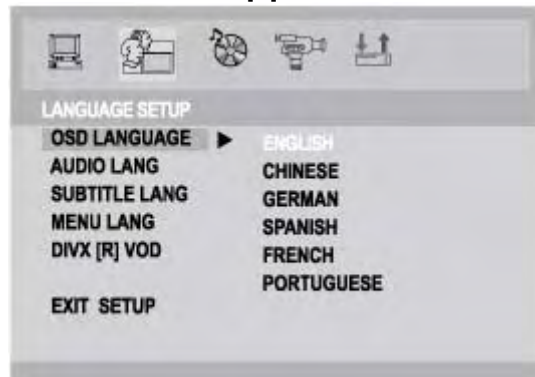 LANGUAGE SETUP
OSD LANGUAGE
AUDIO LANG
SUBTITLE LANG
MENU LANG
DIVX [R] VOD
EXIT SETUP
ENGLISH
CHINESE
GERMAN
SPANISH
FRENCH
PORTUGUESE